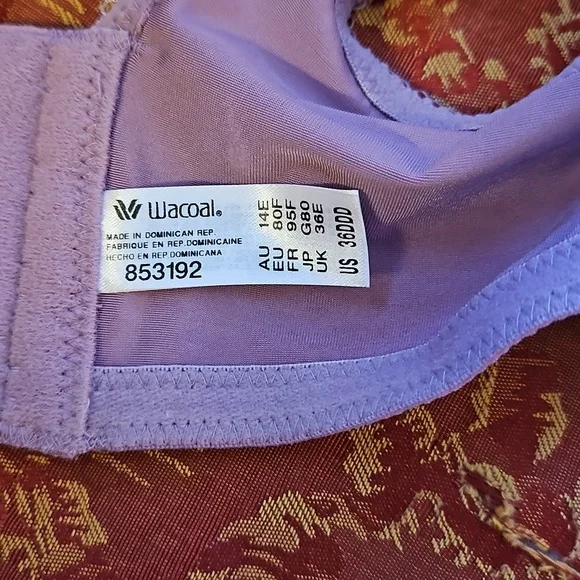 Wacoal®
MADE IN DOMINICAN REP.
FABRIQUE EN REP.DOMINICAINE
HECHO EN REP.DOMINICANA
853192
AU 14E
EU 80F
FR 95F
JP G80
UK 36E
US 36DDD